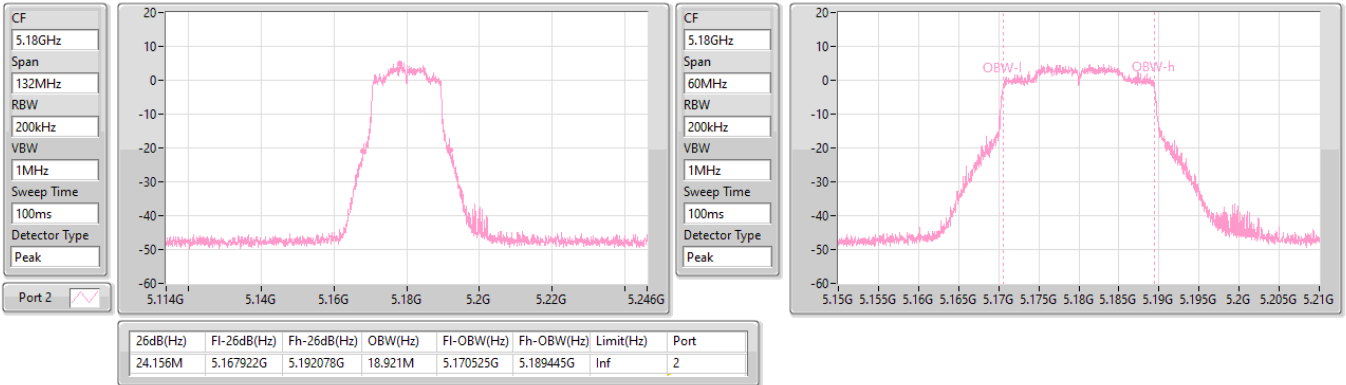 CF
5.18GHz
Span
132MHz
RBW
200kHz
VBW
1MHz
Sweep Time
100ms
Detector Type
Peak
Port 2
20-
10-
0-
-10-
-20-
-30-
-40-
-50-
-60-
5.114G 5.14G 5.16G 5.18G 5.2G 5.22G 5.246G
CF
5.18GHz
Span
60MHz
RBW
200kHz
VBW
1MHz
Sweep Time
100ms
Detector Type
Peak
20-
10-
0-
-10-
-20-
-30-
-40-
-50-
-60-
OBW-l OBW-h
5.15G 5.155G 5.16G 5.165G 5.17G 5.175G 5.18G 5.185G 5.19G 5.195G 5.2G 5.205G 5.21G
26dB(Hz) Fl-26dB(Hz) Fh-26dB(Hz) OBW(Hz) Fl-OBW(Hz) Fh-OBW(Hz) Limit(Hz) Port
24.156M 5.167922G 5.192078G 18.921M 5.170525G 5.189445G Inf 2